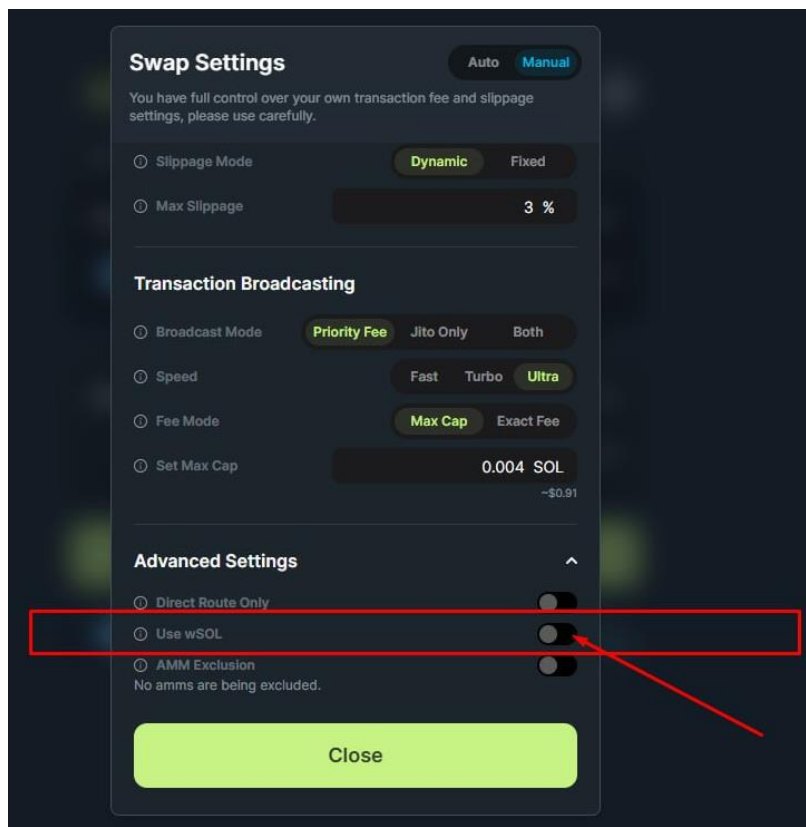 Swap Settings
Auto Manual
You have full control over your own transaction fee and slippage
settings, please use carefully.
Slippage Mode Dynamic Fixed
Max Slippage 3 %
Transaction Broadcasting
Broadcast Mode Priority Fee Jito Only Both
Speed Fast Turbo Ultra
Fee Mode Max Cap Exact Fee
Set Max Cap 0.004 SOL
~$0.91
Advanced Settings
Direct Route Only
Use wSOL
AMM Exclusion
No amms are being excluded.
Close